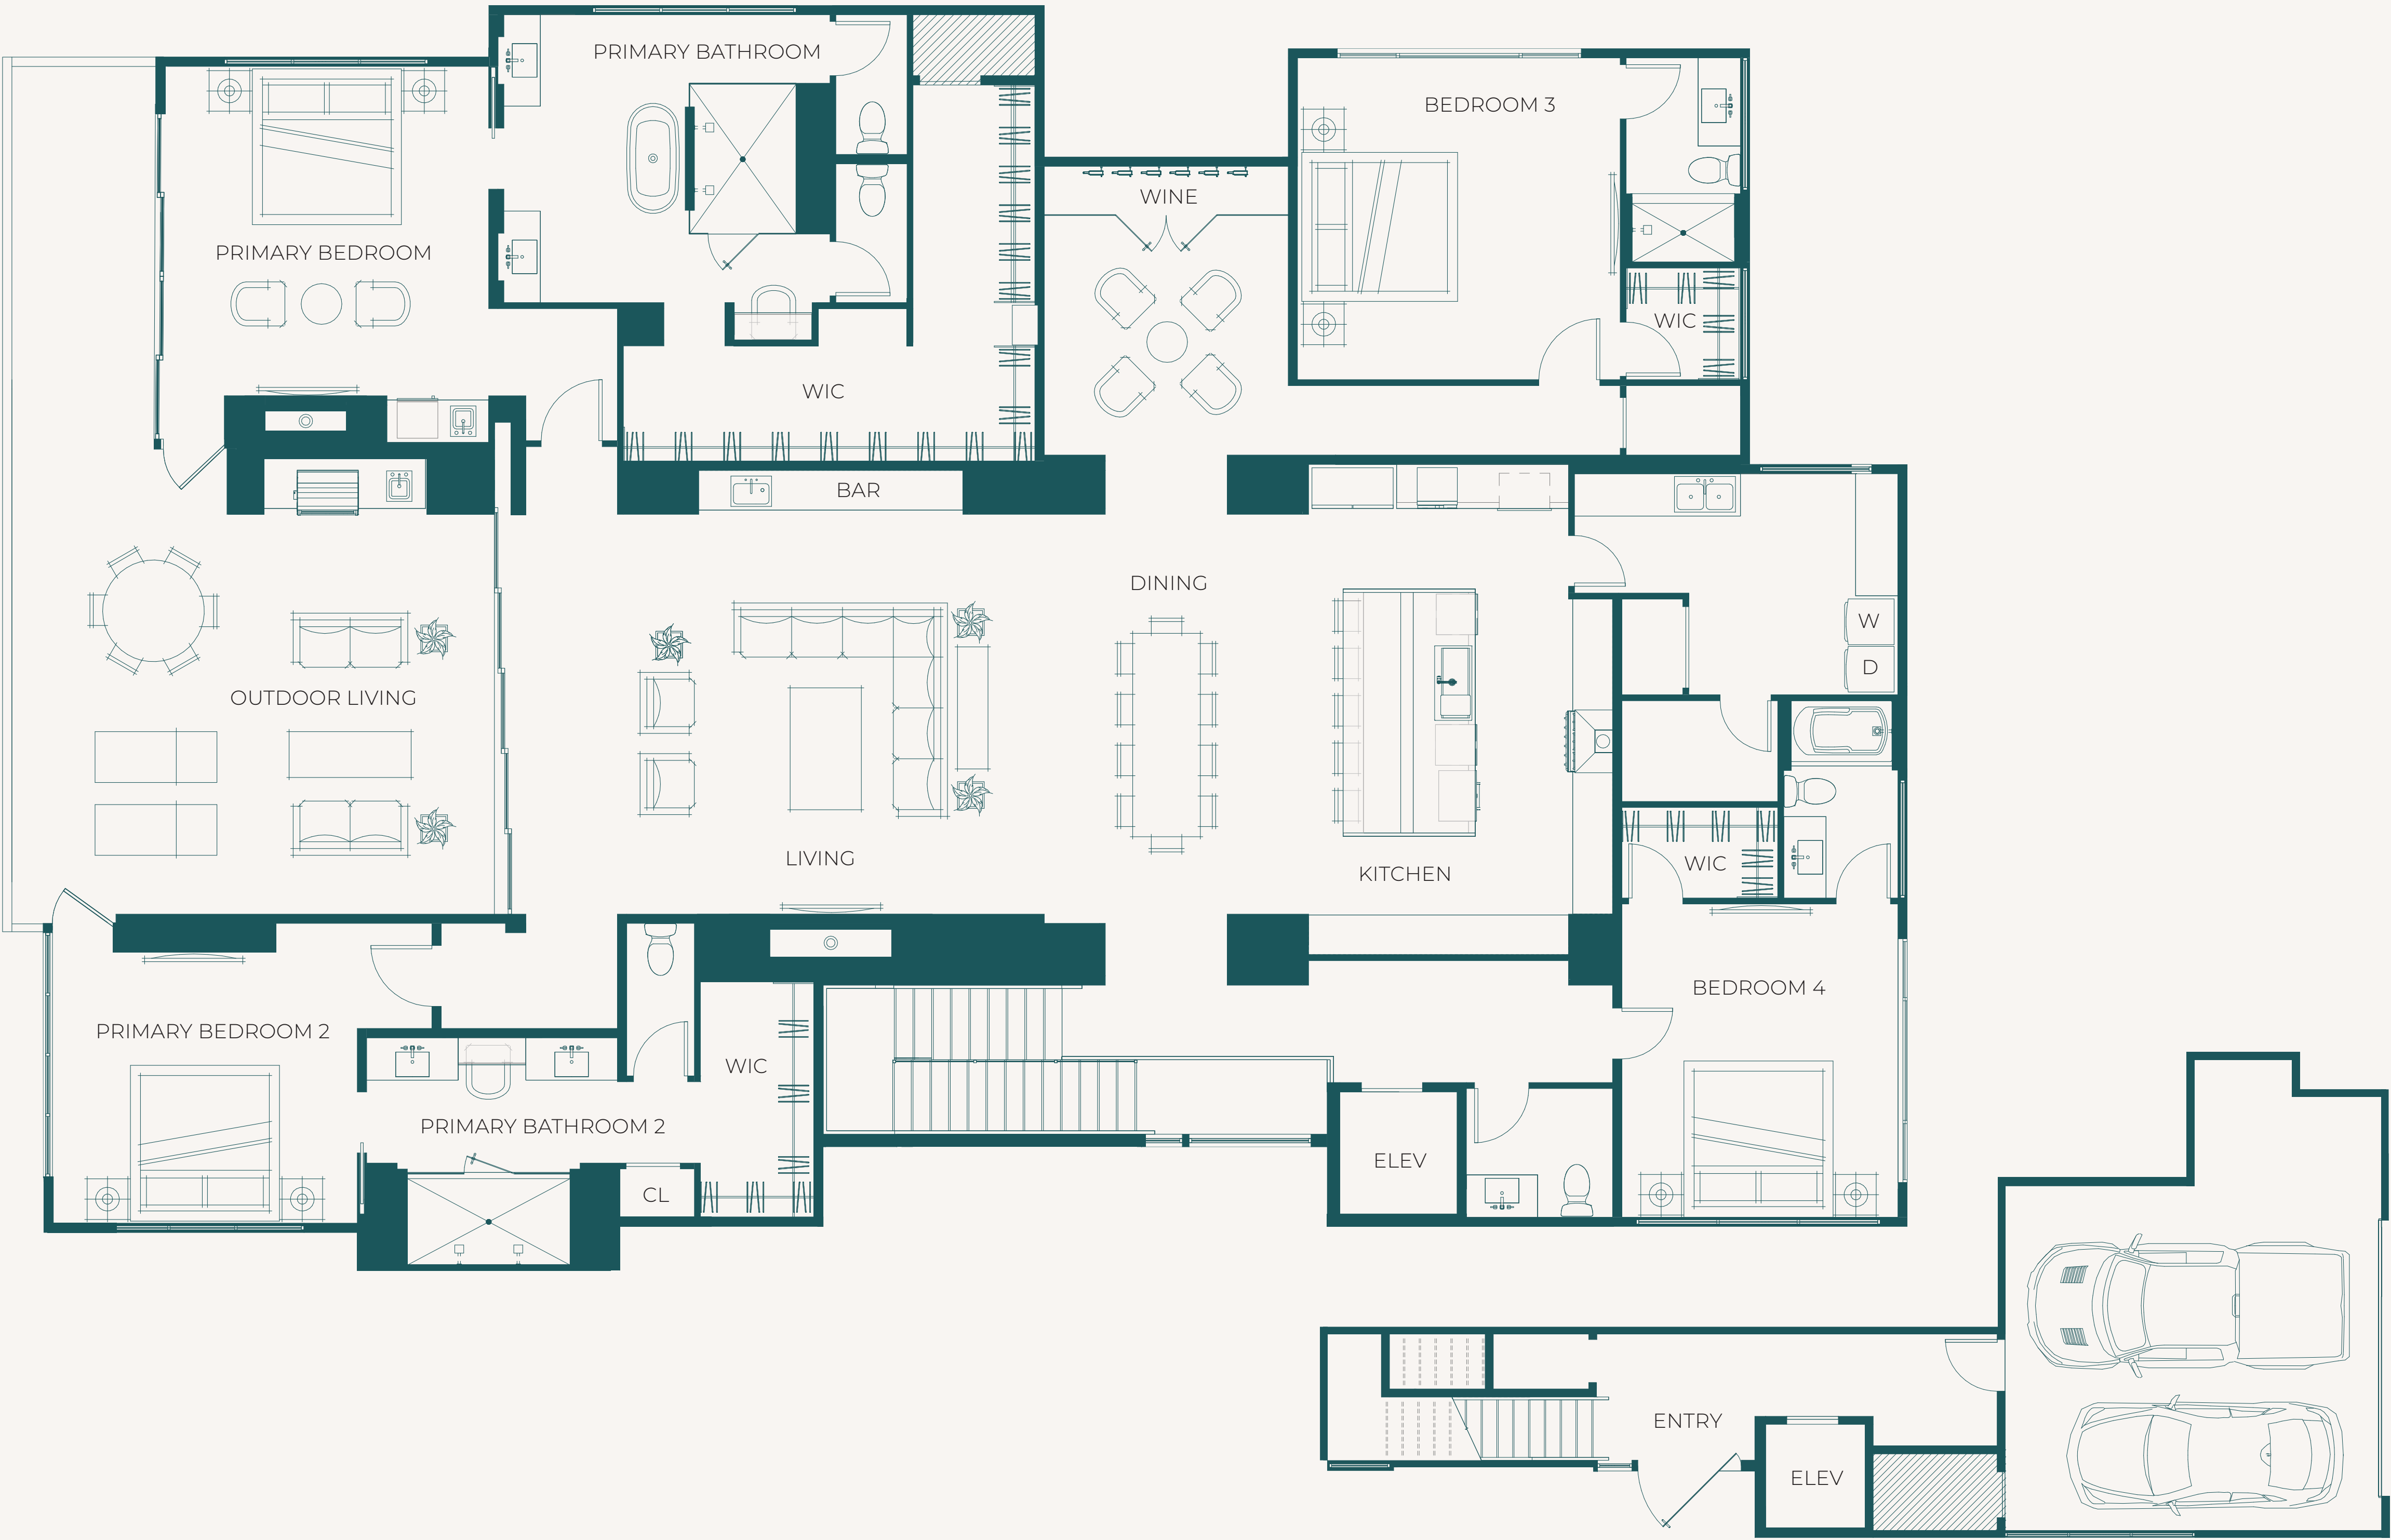 PRIMARY BATHROOM
BEDROOM 3
WINE
PRIMARY BEDROOM
WIC
WIC
BAR
DINING
W
D
OUTDOOR LIVING
LIVING
KITCHEN
WIC
BEDROOM 4
PRIMARY BEDROOM 2
WIC
PRIMARY BATHROOM 2
ELEV
CL
ENTRY
ELEV